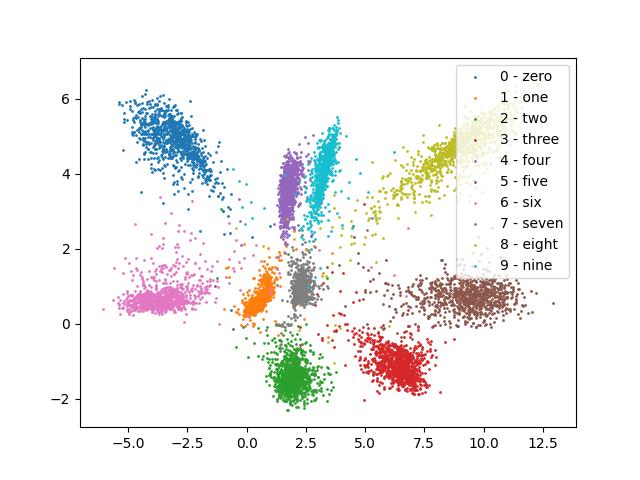 6
4
2
0
−2
−5.0 −2.5 0.0 2.5 5.0 7.5 10.0 12.5
0 - zero
1 - one
2 - two
3 - three
4 - four
5 - five
6 - six
7 - seven
8 - eight
9 - nine